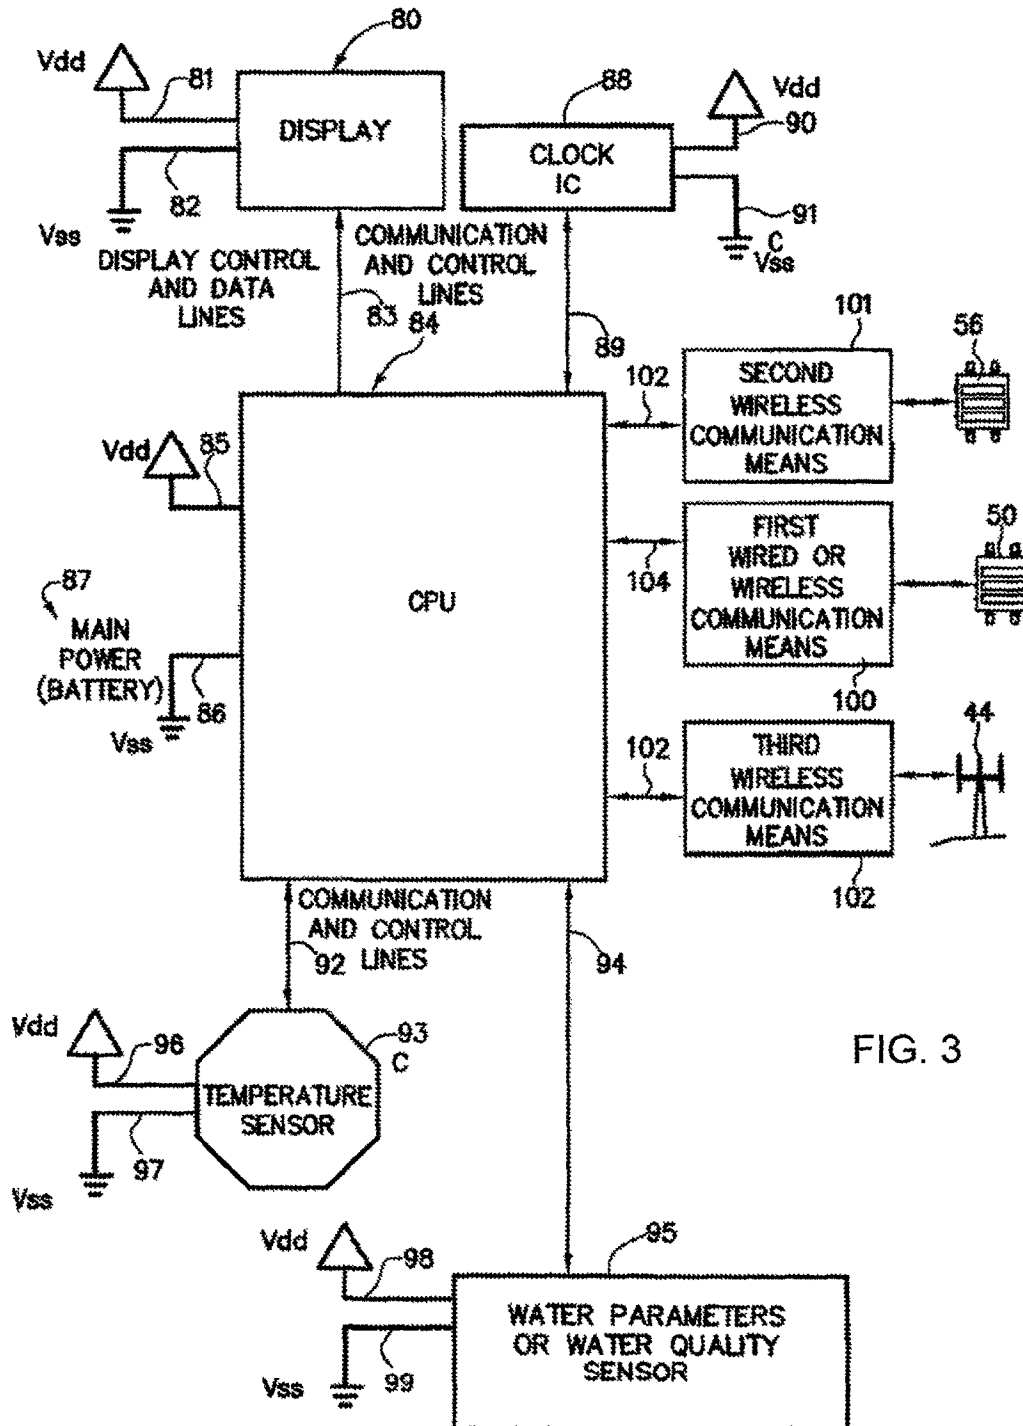 80
Vdd
81
DISPLAY
82
Vss
88
CLOCK
IC
Vdd
90
91
C
Vss
DISPLAY CONTROL
AND DATA
LINES
COMMUNICATION
AND CONTROL
LINES
83
84
89
101
102
SECOND
WIRELESS
COMMUNICATION
MEANS
56
Vdd
85
CPU
104
FIRST
WIRED OR
WIRELESS
COMMUNICATION
MEANS
50
100
87
MAIN
POWER
(BATTERY)
86
Vss
102
THIRD
WIRELESS
COMMUNICATION
MEANS
44
102
COMMUNICATION
AND CONTROL
LINES
92
94
Vdd
96
93
C
TEMPERATURE
SENSOR
97
Vss
FIG. 3
Vdd
98
95
WATER PARAMETERS
OR WATER QUALITY
SENSOR
99
Vss